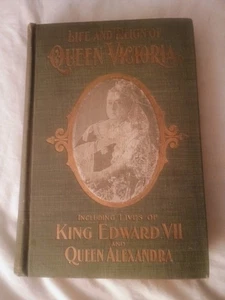 LIFE AND REIGN OF
QUEEN VICTORIA
INCLUDING LIVES OF
KING EDWARD VII
AND
QUEEN ALEXANDRA